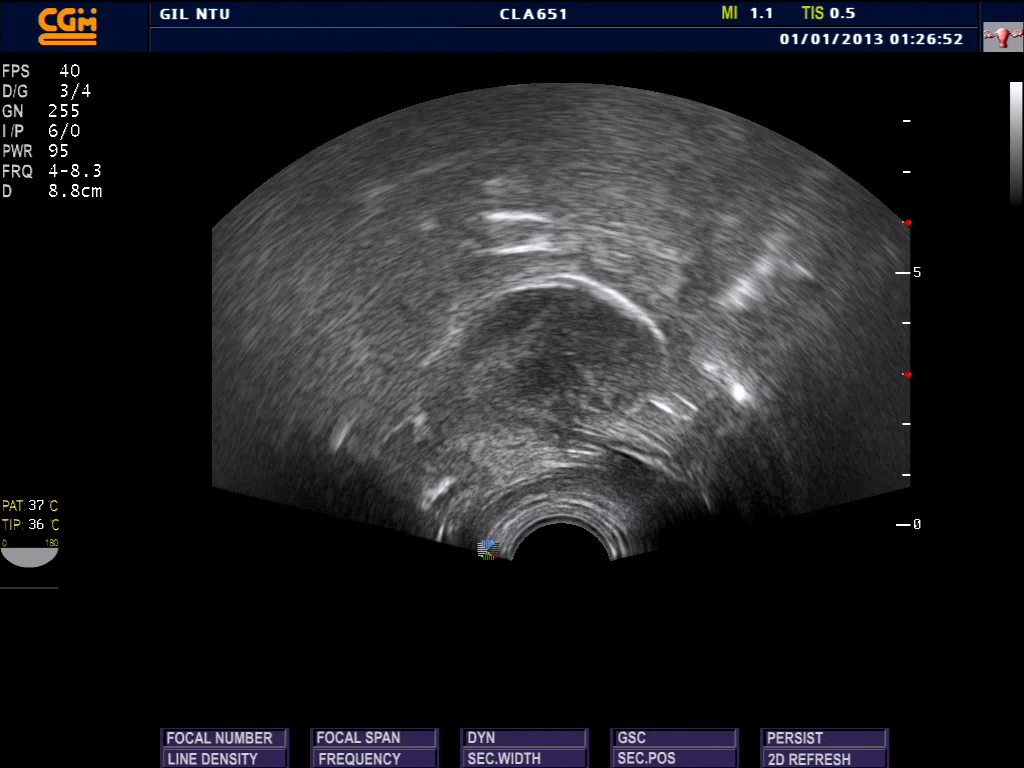 CGM
GIL NTU CLA651 MI 1.1 TIS 0.5
01/01/2013 01:26:52
FPS 40
D/G 3/4
GN 255
I/P 6/0
PWR 95
FRQ 4-8.3
D 8.8cm
5
PAT: 37 °C
TIP: 36 °C
0 180
0
FOCAL NUMBER FOCAL SPAN DYN GSC PERSIST
LINE DENSITY FREQUENCY SEC.WIDTH SEC.POS 2D REFRESH